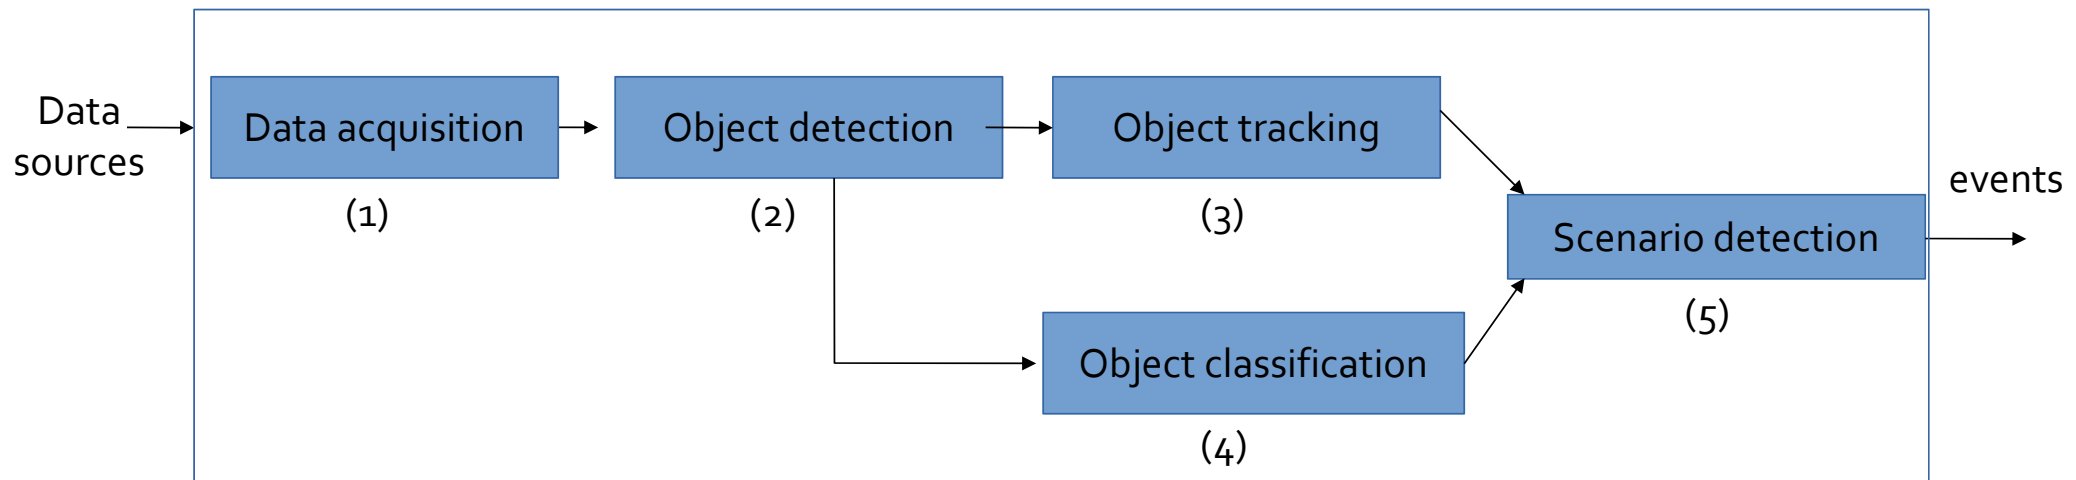 Data
sources
Data acquisition
(1)
Object detection
(2)
Object tracking
(3)
Object classification
(4)
Scenario detection
(5)
events